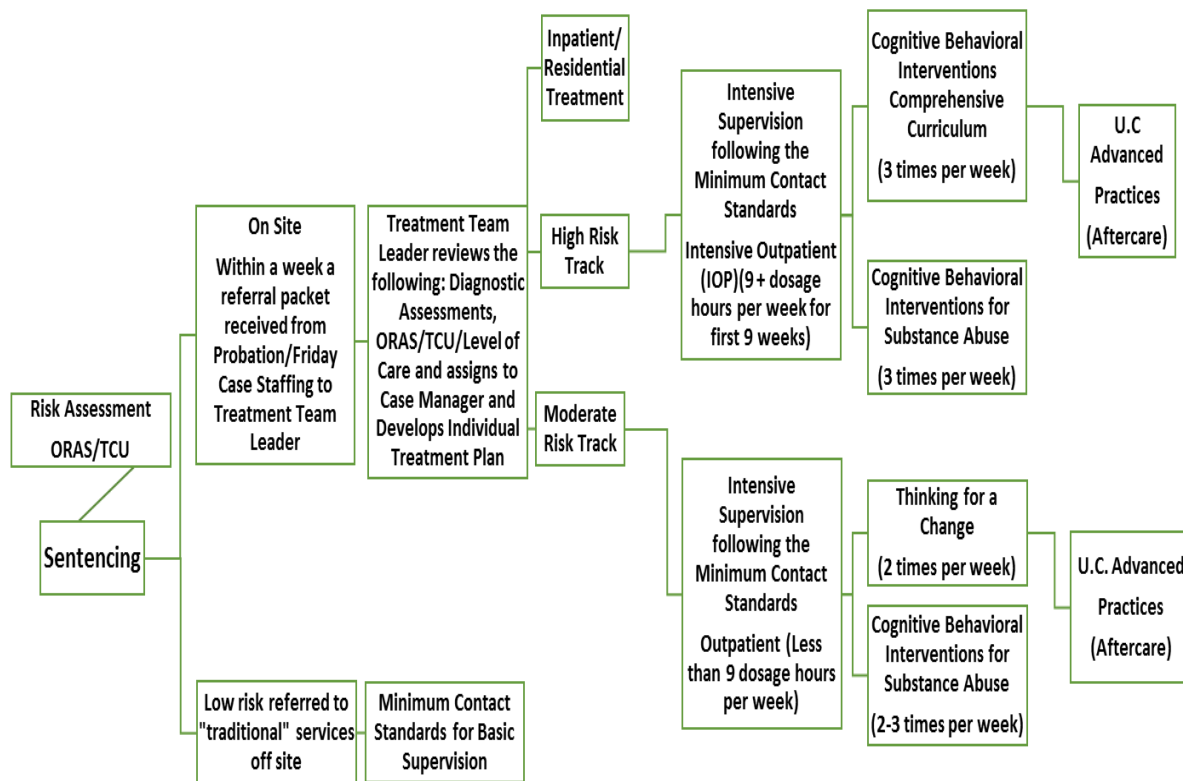 Risk Assessment
ORAS/TCU
Sentencing
On Site
Within a week a
referral packet
received from
Probation/Friday
Case Staffing to
Treatment Team
Leader
Low risk referred to
"traditional" services
off site
Minimum Contact
Standards for Basic
Supervision
Treatment Team
Leader reviews the
following: Diagnostic
Assessments,
ORAS/TCU/Level of
Care and assigns to
Case Manager and
Develops Individual
Treatment Plan
Inpatient/
Residential
Treatment
High Risk
Track
Moderate
Risk Track
Intensive
Supervision
following the
Minimum Contact
Standards
Intensive Outpatient
(IOP)(9+ dosage
hours per week for
first 9 weeks)
Cognitive Behavioral
Interventions
Comprehensive
Curriculum
(3 times per week)
Cognitive Behavioral
Interventions for
Substance Abuse
(3 times per week)
U.C
Advanced
Practices
(Aftercare)
Intensive
Supervision
following the
Minimum Contact
Standards
Outpatient (Less
than 9 dosage hours
per week)
Thinking for a
Change
(2 times per week)
Cognitive Behavioral
Interventions for
Substance Abuse
(2-3 times per week)
U.C. Advanced
Practices
(Aftercare)